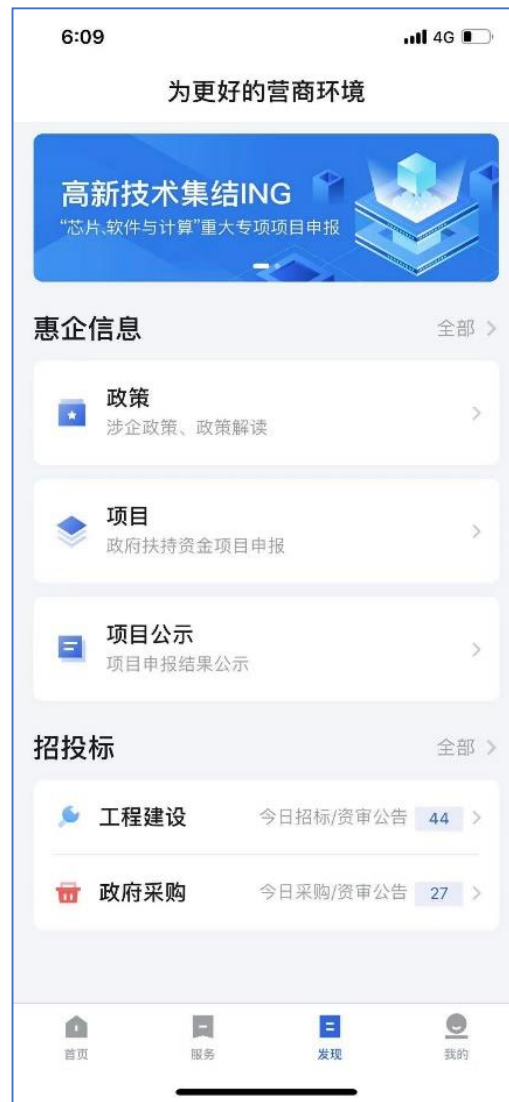 6:09
4G
为更好的营商环境
高新技术集结ING
“芯片、软件与计算”重大专项项目申报
惠企信息
全部
政策
涉企政策、政策解读
项目
政府扶持资金项目申报
项目公示
项目申报结果公示
招投标
全部
工程建设 今日招标/资审公告 44
政府采购 今日采购/资审公告 27
首页 服务 发现 我的